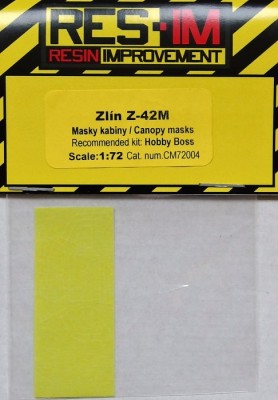 RES-IM
RESIN IMPROVEMENT
Zlín Z-42M
Masky kabiny / Canopy masks
Recommended kit: Hobby Boss
Scale:1:72 Cat. num.CM72004